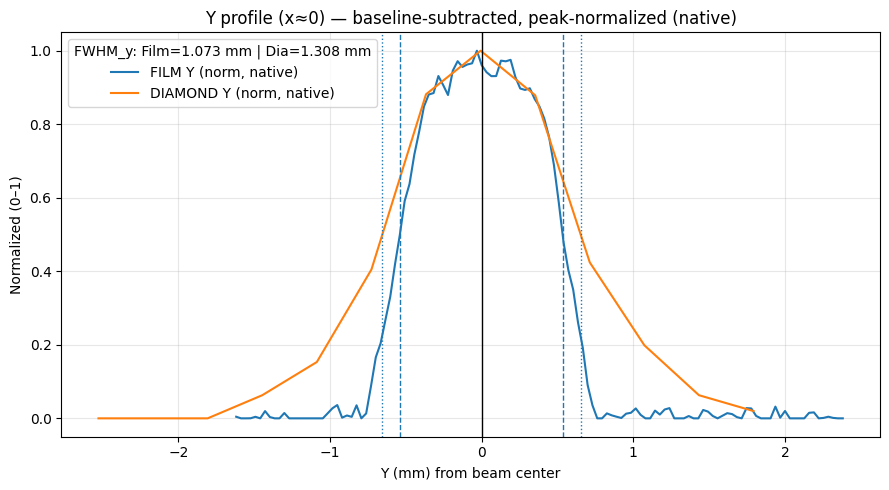 Y profile (x≈0) — baseline-subtracted, peak-normalized (native)
FWHM_y: Film=1.073 mm | Dia=1.308 mm
FILM Y (norm, native)
DIAMOND Y (norm, native)
Normalized (0–1)
1.0
0.8
0.6
0.4
0.2
0.0
−2
−1
0
1
2
Y (mm) from beam center